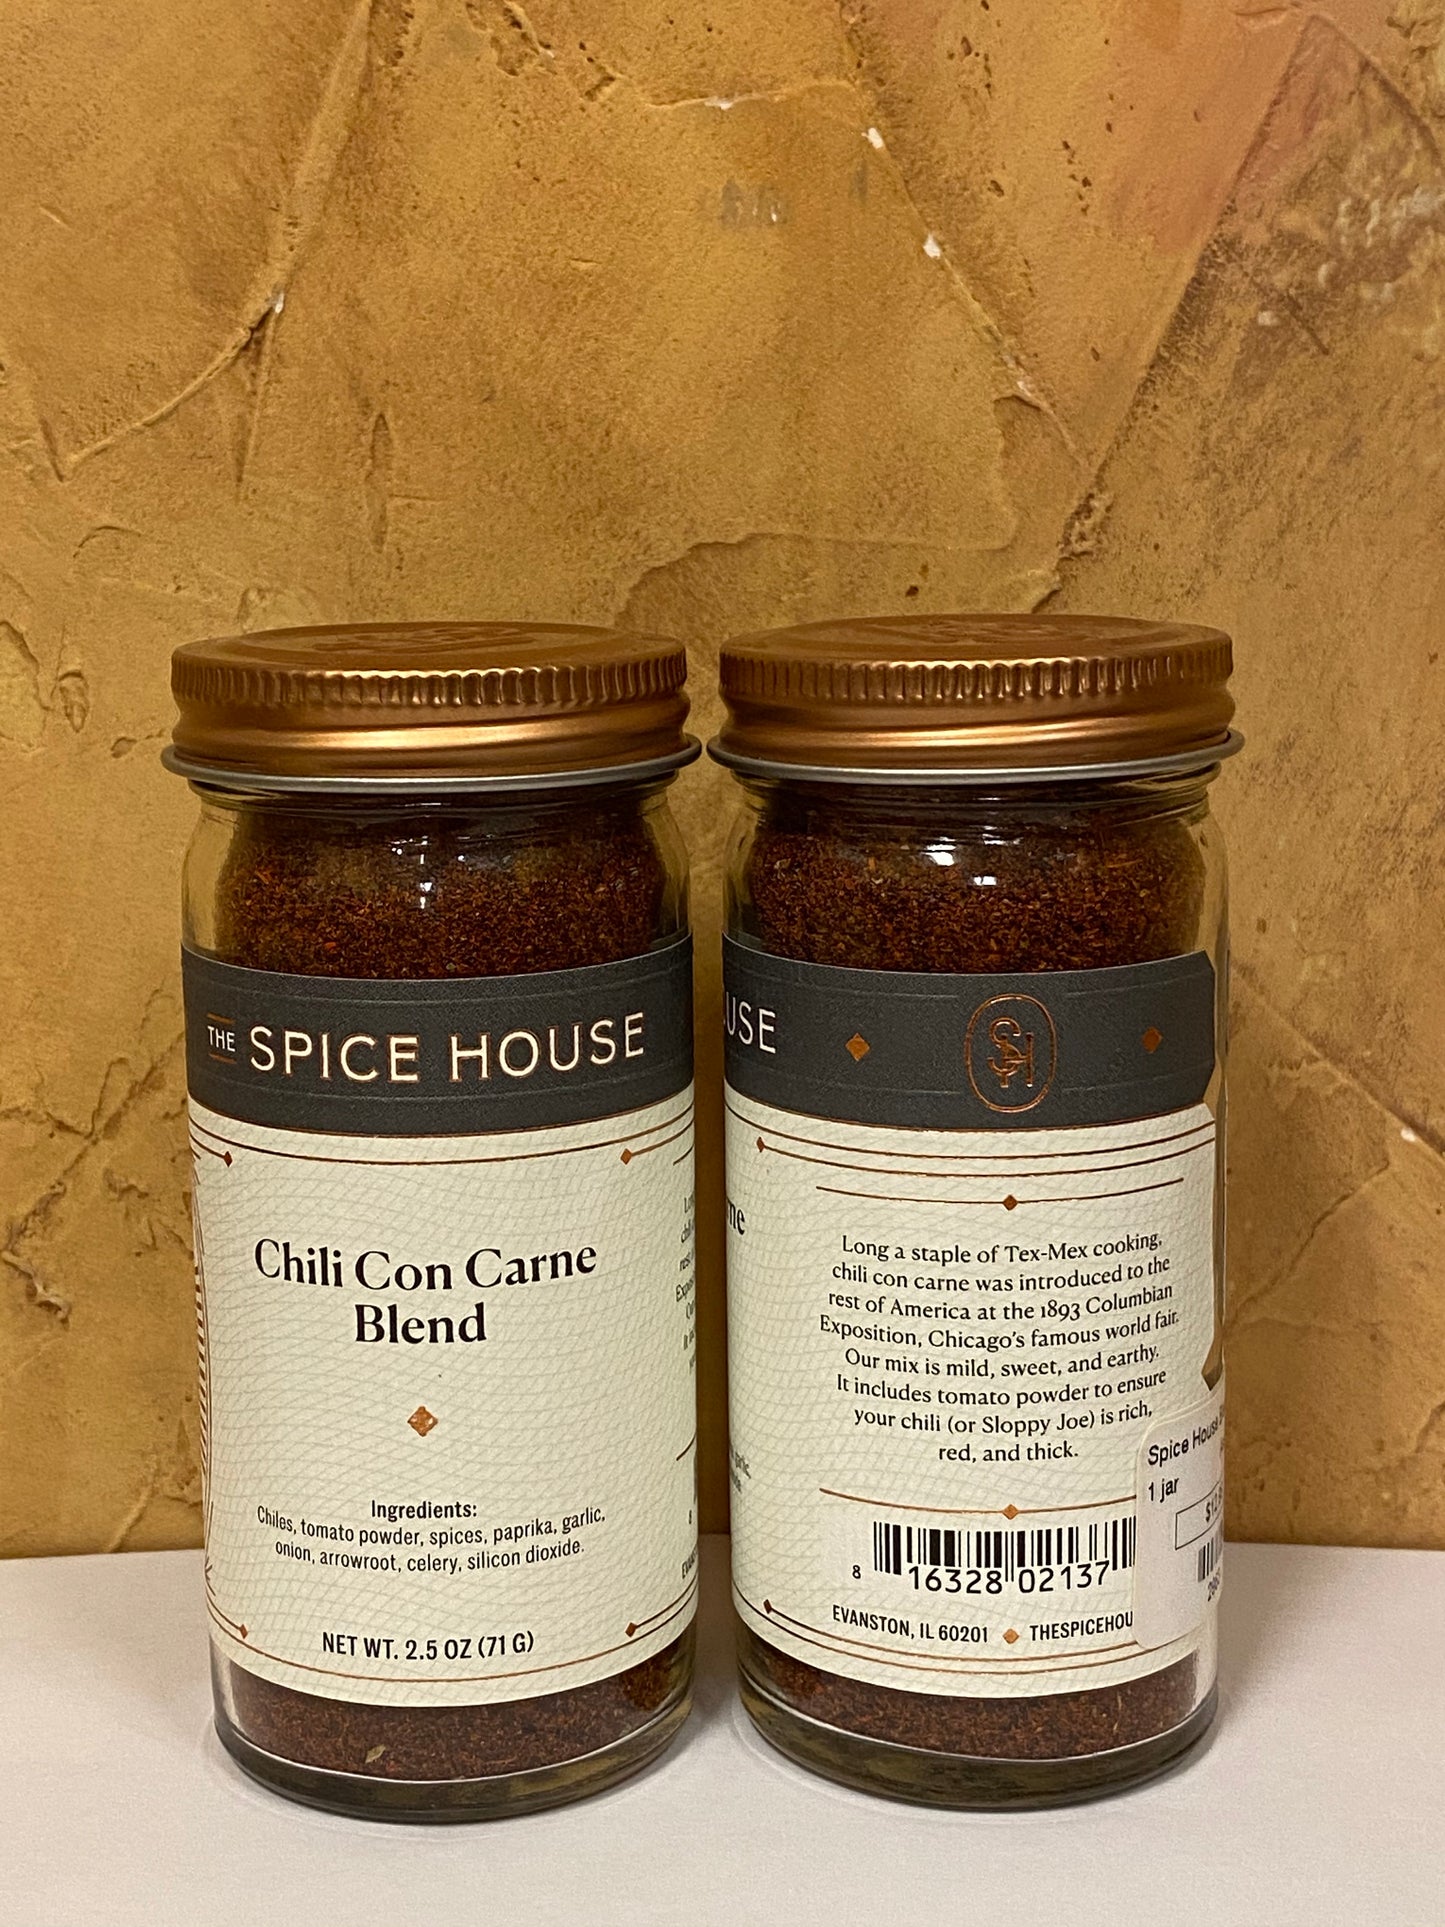 THE SPICE HOUSE
Chili Con Carne
Blend
Ingredients:
Chiles, tomato powder, spices, paprika, garlic,
onion, arrowroot, celery, silicon dioxide.
NET WT. 2.5 OZ (71 G)
USE
SH
ne
Long a staple of Tex-Mex cooking,
chili con carne was introduced to the
rest of America at the 1893 Columbian
Exposition, Chicago's famous world fair.
Our mix is mild, sweet, and earthy.
It includes tomato powder to ensure
your chili (or Sloppy Joe) is rich,
red, and thick.
8 16328 02137
EVANSTON, IL 60201 THESPICEHOU
Spice House
1 jar